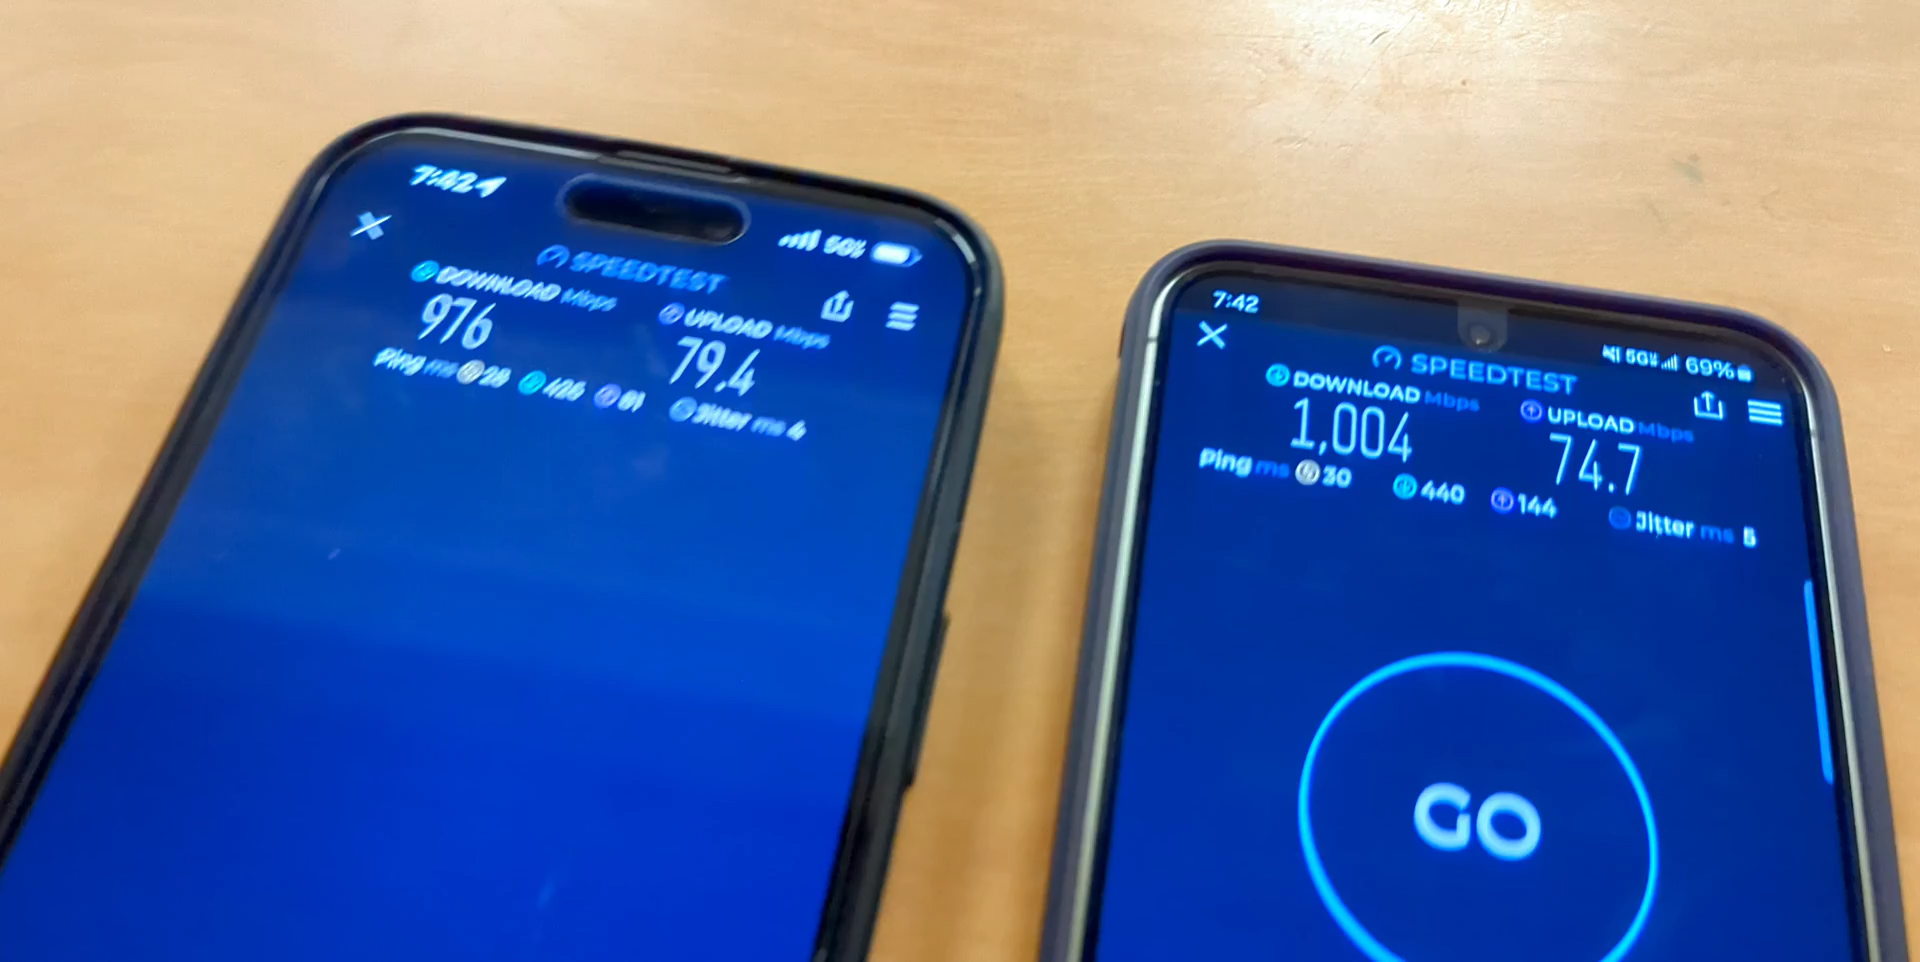 7:42
5G
SPEEDTEST
DOWNLOAD Mbps
976
UPLOAD Mbps
79.4
Ping ms 28
Jitter ms 4
7:42
5G 69%
SPEEDTEST
DOWNLOAD Mbps
1,004
UPLOAD Mbps
74.7
Ping ms 30 440 144
Jitter ms 5
GO